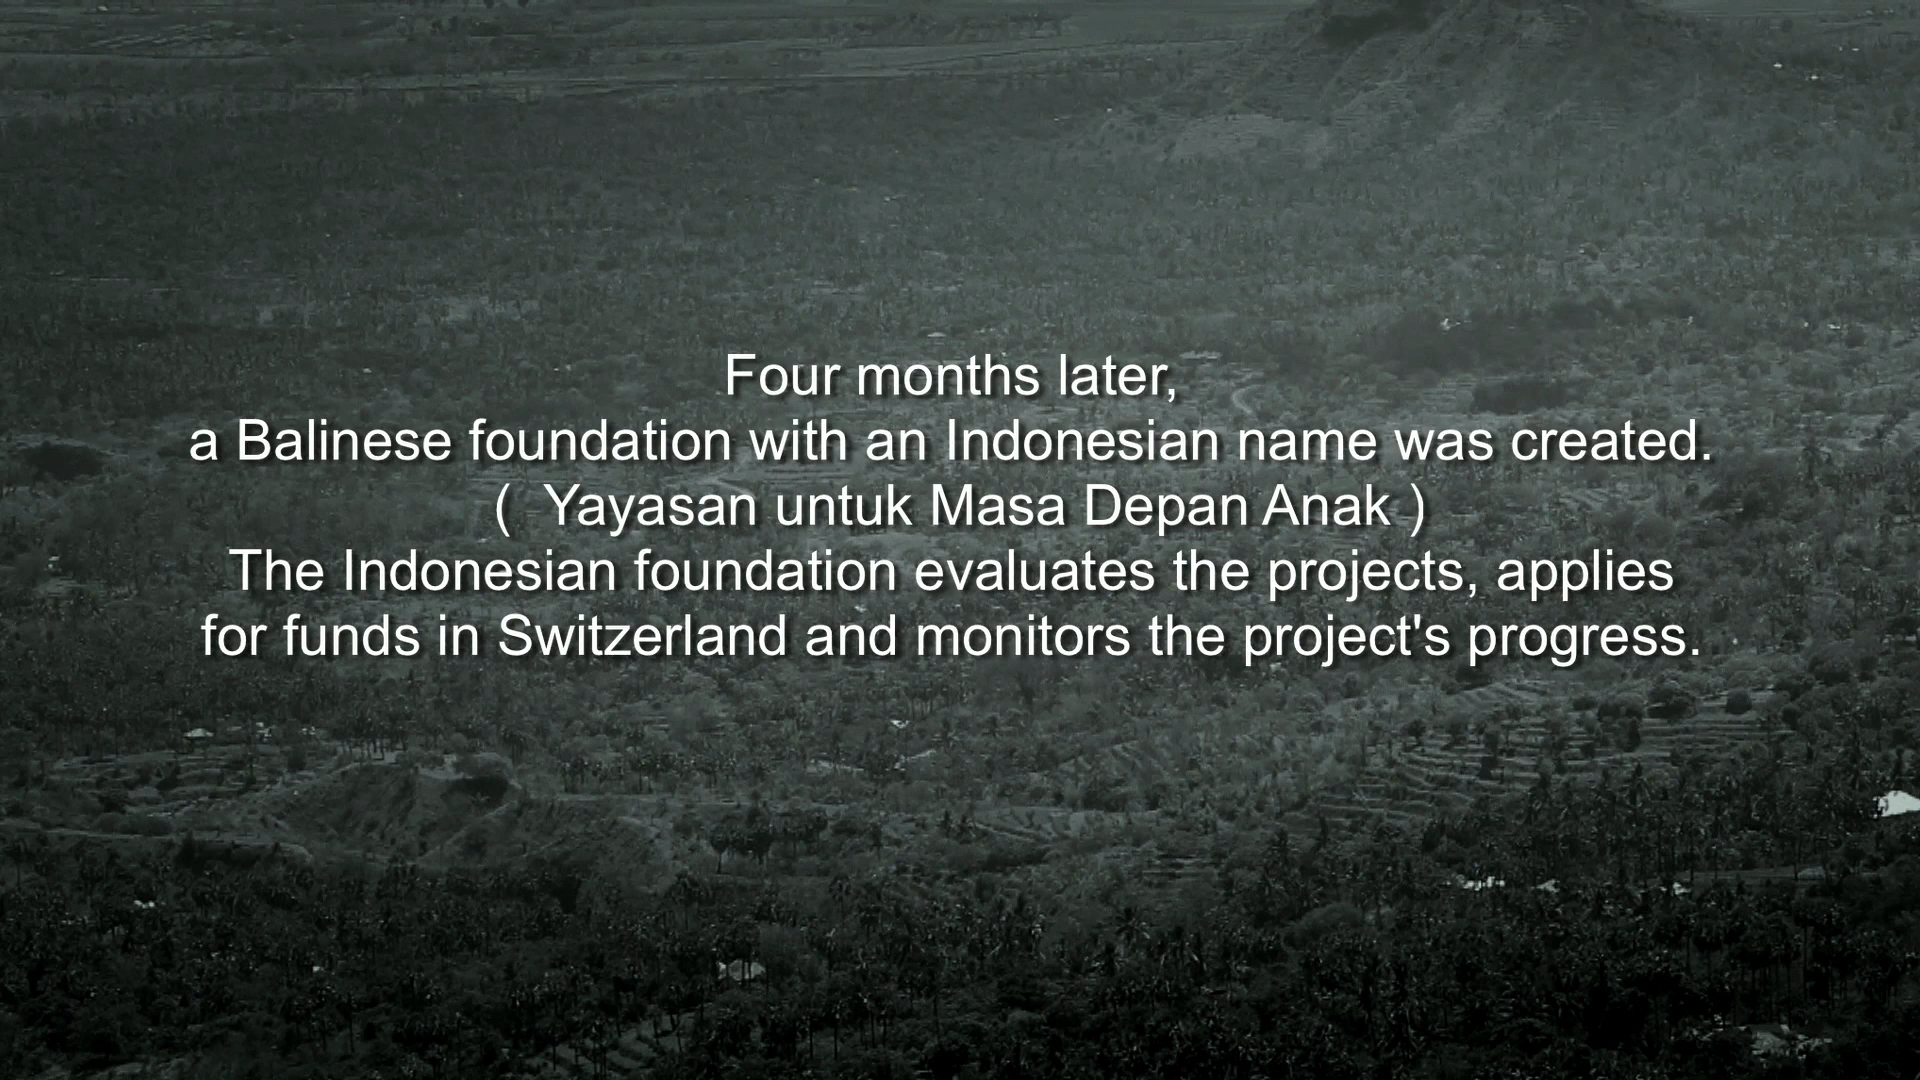 Four months later,
a Balinese foundation with an Indonesian name was created.
( Yayasan untuk Masa Depan Anak )
The Indonesian foundation evaluates the projects, applies
for funds in Switzerland and monitors the project's progress.